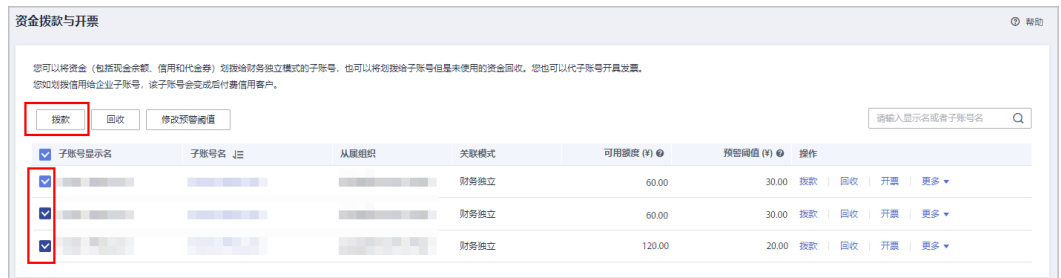 资金拨款与开票
帮助
您可以将资金（包括现金余额、信用和代金券）划拨给财务独立模式的子账号，也可以将划拨给子账号但是未使用的资金回收。您也可以代子账号开具发票。
您如划拨信用给企业子账号，该子账号会变成后付费信用客户。
拨款 回收 修改预警阈值 请输入显示名或者子账号名
子账号显示名 子账号名 从属组织 关联模式 可用额度 (¥) 预警阈值 (¥) 操作
财务独立 60.00 30.00 拨款 回收 开票 更多
财务独立 60.00 30.00 拨款 回收 开票 更多
财务独立 120.00 20.00 拨款 回收 开票 更多